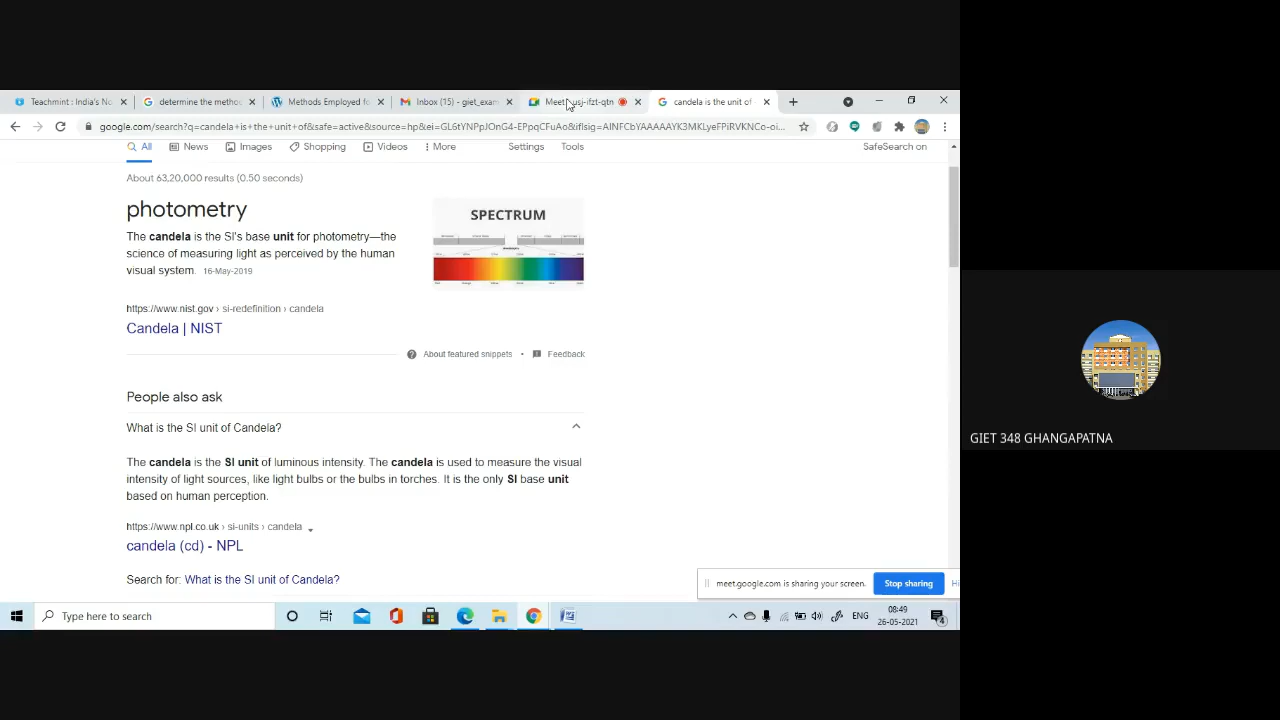 Teachmint : India's No
determine the metho
Methods Employed fo
Inbox (15) - giet_exam
Meet
usj-ifzt-qtn
candela is the unit of
google.com/search?q=candela+is+the+unit+of&safe=active&source=hp&ei=
All
News
Images
Shopping
Videos
More
Settings
Tools
SafeSearch on
About 63,20,000 results (0.50 seconds)
photometry
The candela is the SI's base unit for photometry—the
science of measuring light as perceived by the human
visual system. 16-May-2019
SPECTRUM
https://www.nist.gov › si-redefinition › candela
Candela | NIST
About featured snippets • Feedback
People also ask
What is the SI unit of Candela?
The candela is the SI unit of luminous intensity. The candela is used to measure the visual
intensity of light sources, like light bulbs or the bulbs in torches. It is the only SI base unit
based on human perception.
https://www.npl.co.uk › si-units › candela
candela (cd) - NPL
Search for: What is the SI unit of Candela?
meet.google.com is sharing your screen.
Stop sharing
Hi
Type here to search
ENG
08:49
26-05-2021
4
GIET 348 GHANGAPATNA